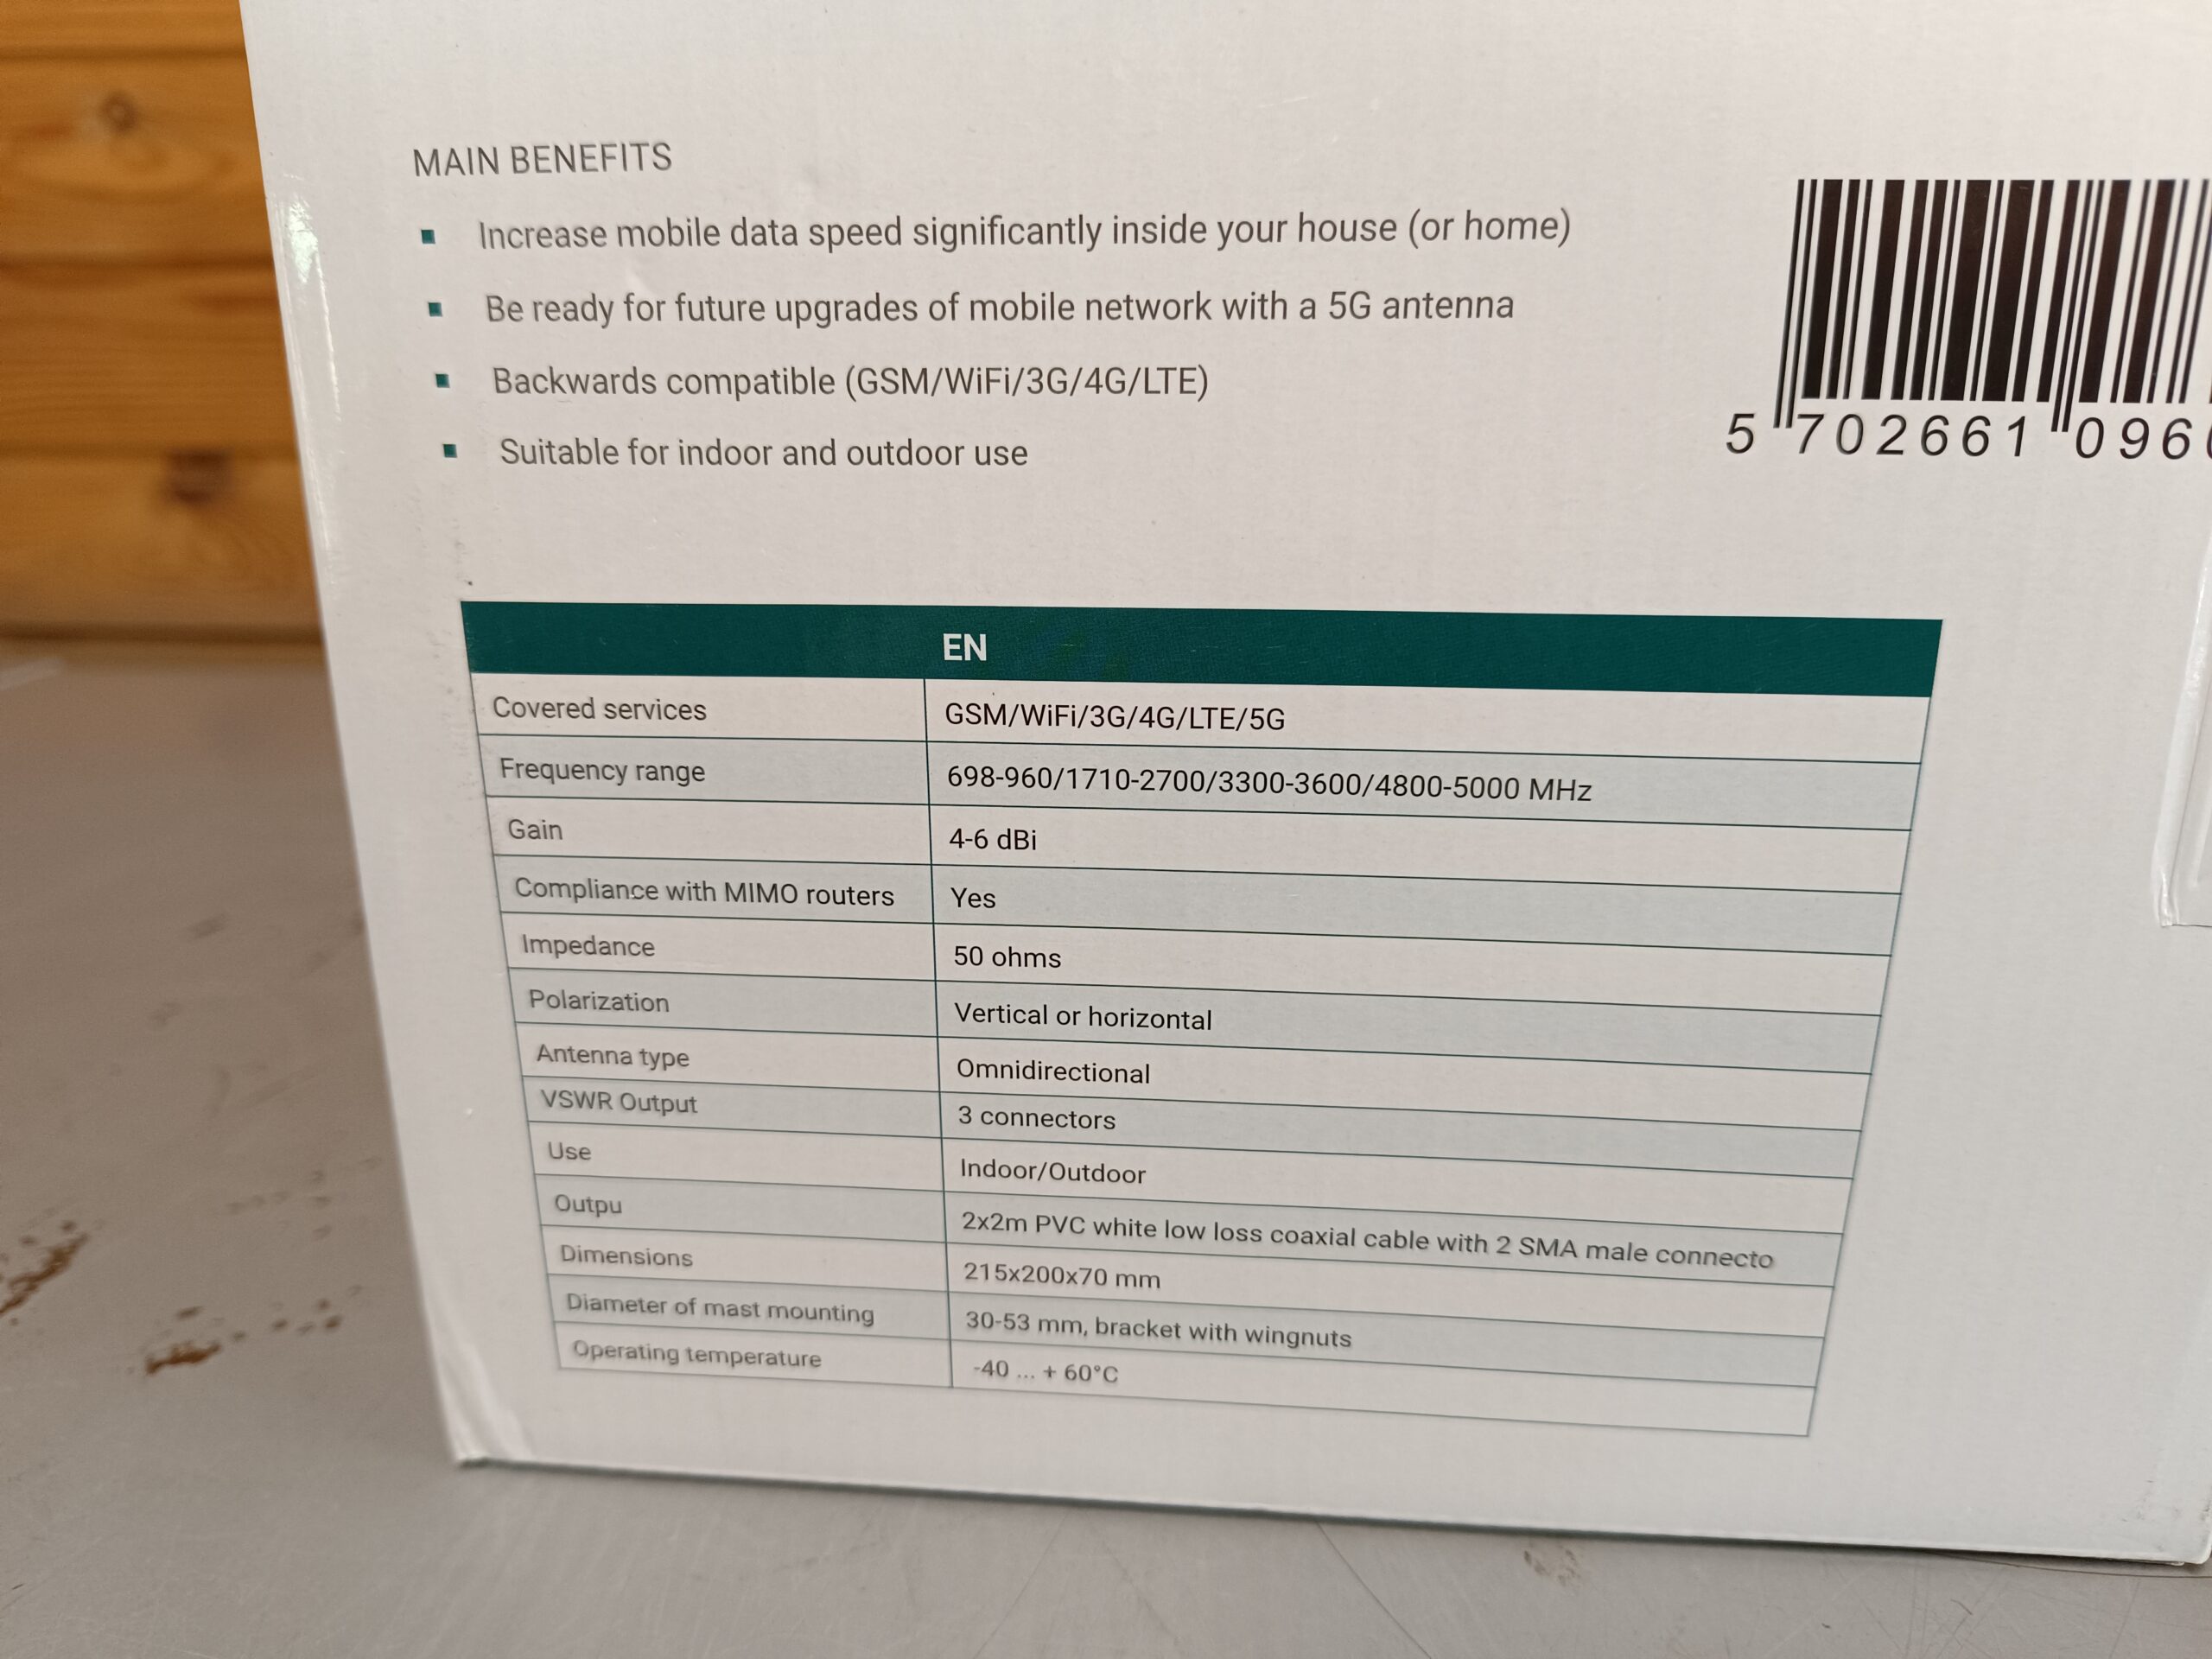 MAIN BENEFITS
▪ Increase mobile data speed significantly inside your house (or home)
▪ Be ready for future upgrades of mobile network with a 5G antenna
▪ Backwards compatible (GSM/WiFi/3G/4G/LTE)
▪ Suitable for indoor and outdoor use
5 702661 096
EN
Covered services GSM/WiFi/3G/4G/LTE/5G
Frequency range 698-960/1710-2700/3300-3600/4800-5000 MHz
Gain 4-6 dBi
Compliance with MIMO routers Yes
Impedance 50 ohms
Polarization Vertical or horizontal
Antenna type Omnidirectional
VSWR Output 3 connectors
Use Indoor/Outdoor
Outpu 2x2m PVC white low loss coaxial cable with 2 SMA male connecto
Dimensions 215x200x70 mm
Diameter of mast mounting 30-53 mm, bracket with wingnuts
Operating temperature -40 ... + 60°C